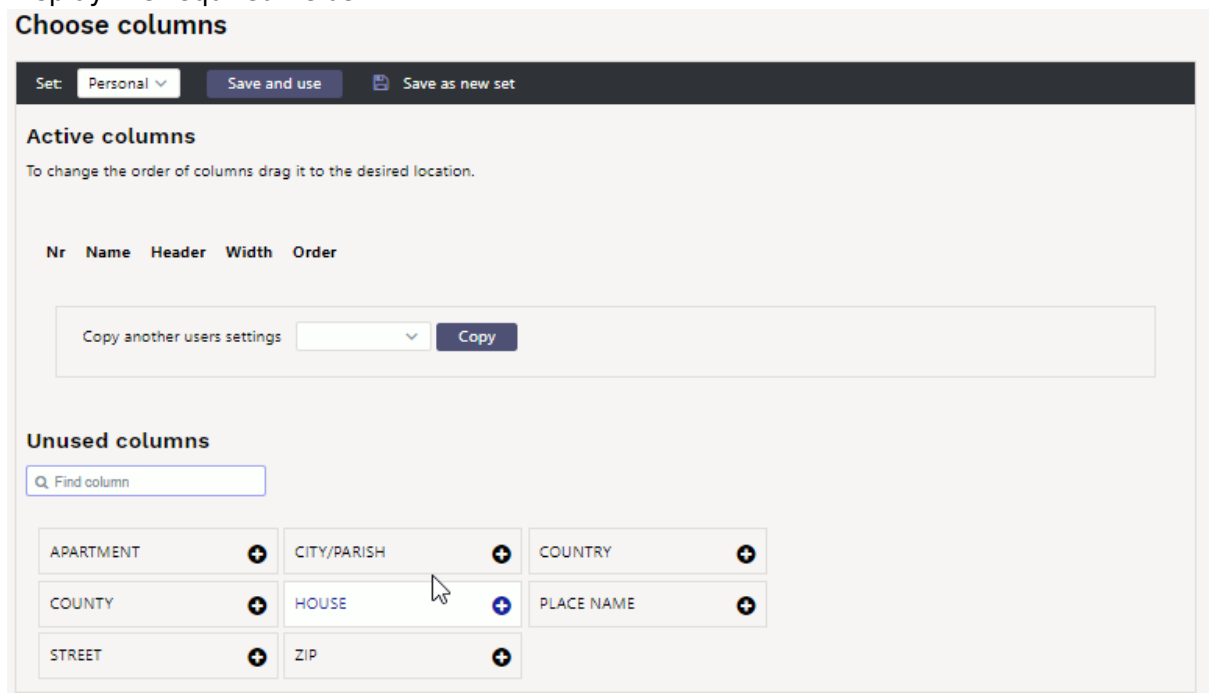 Choose columns
Set: Personal Save and use Save as new set
Active columns
To change the order of columns drag it to the desired location.
Nr Name Header Width Order
Copy another users settings Copy
Unused columns
Find column
APARTMENT CITY/PARISH COUNTRY
COUNTY HOUSE PLACE NAME
STREET ZIP